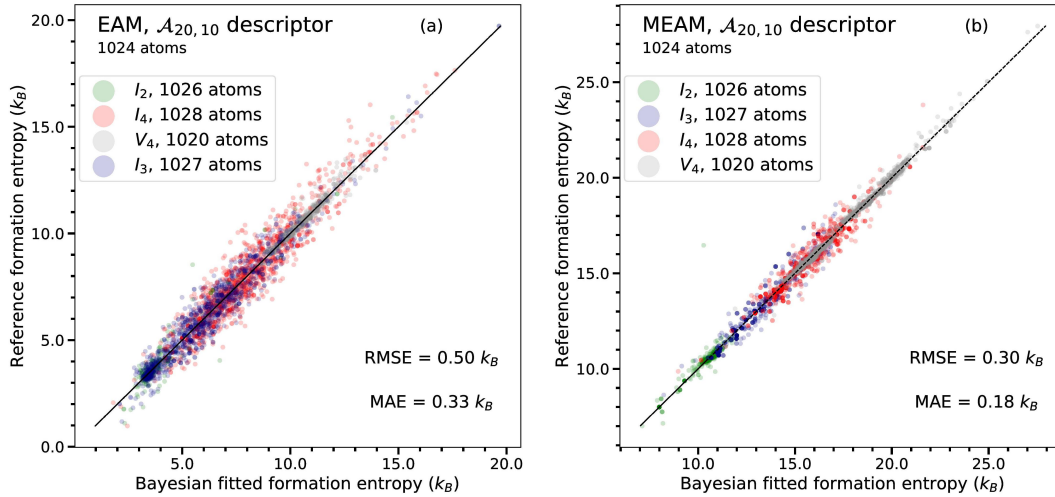 EAM, 𝒜20, 10 descriptor
(a)
1024 atoms
I2, 1026 atoms
I4, 1028 atoms
V4, 1020 atoms
I3, 1027 atoms
RMSE = 0.50 kB
MAE = 0.33 kB
Reference formation entropy (kB)
20.0
15.0
10.0
5.0
0.0
5.0 10.0 15.0 20.0
Bayesian fitted formation entropy (kB)
MEAM, 𝒜20, 10 descriptor
(b)
1024 atoms
I2, 1026 atoms
I3, 1027 atoms
I4, 1028 atoms
V4, 1020 atoms
RMSE = 0.30 kB
MAE = 0.18 kB
Reference formation entropy (kB)
25.0
20.0
15.0
10.0
10.0 15.0 20.0 25.0
Bayesian fitted formation entropy (kB)